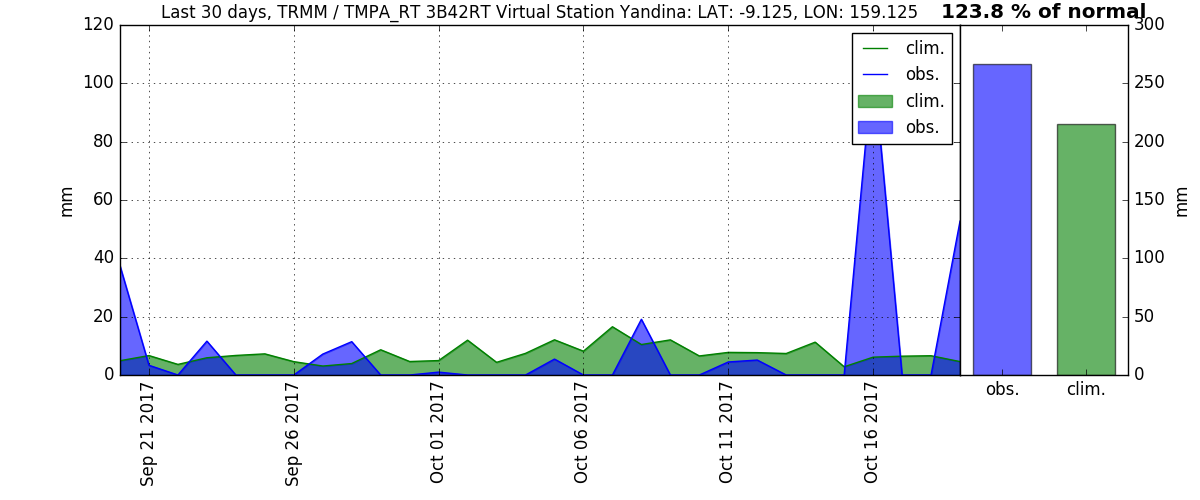 Last 30 days, TRMM / TMPA_RT 3B42RT Virtual Station Yandina: LAT: -9.125, LON: 159.125
123.8 % of normal
120
100
80
60
40
20
0
mm
clim.
obs.
clim.
obs.
Sep 21 2017
Sep 26 2017
Oct 01 2017
Oct 06 2017
Oct 11 2017
Oct 16 2017
300
250
200
150
100
50
0
mm
obs.
clim.